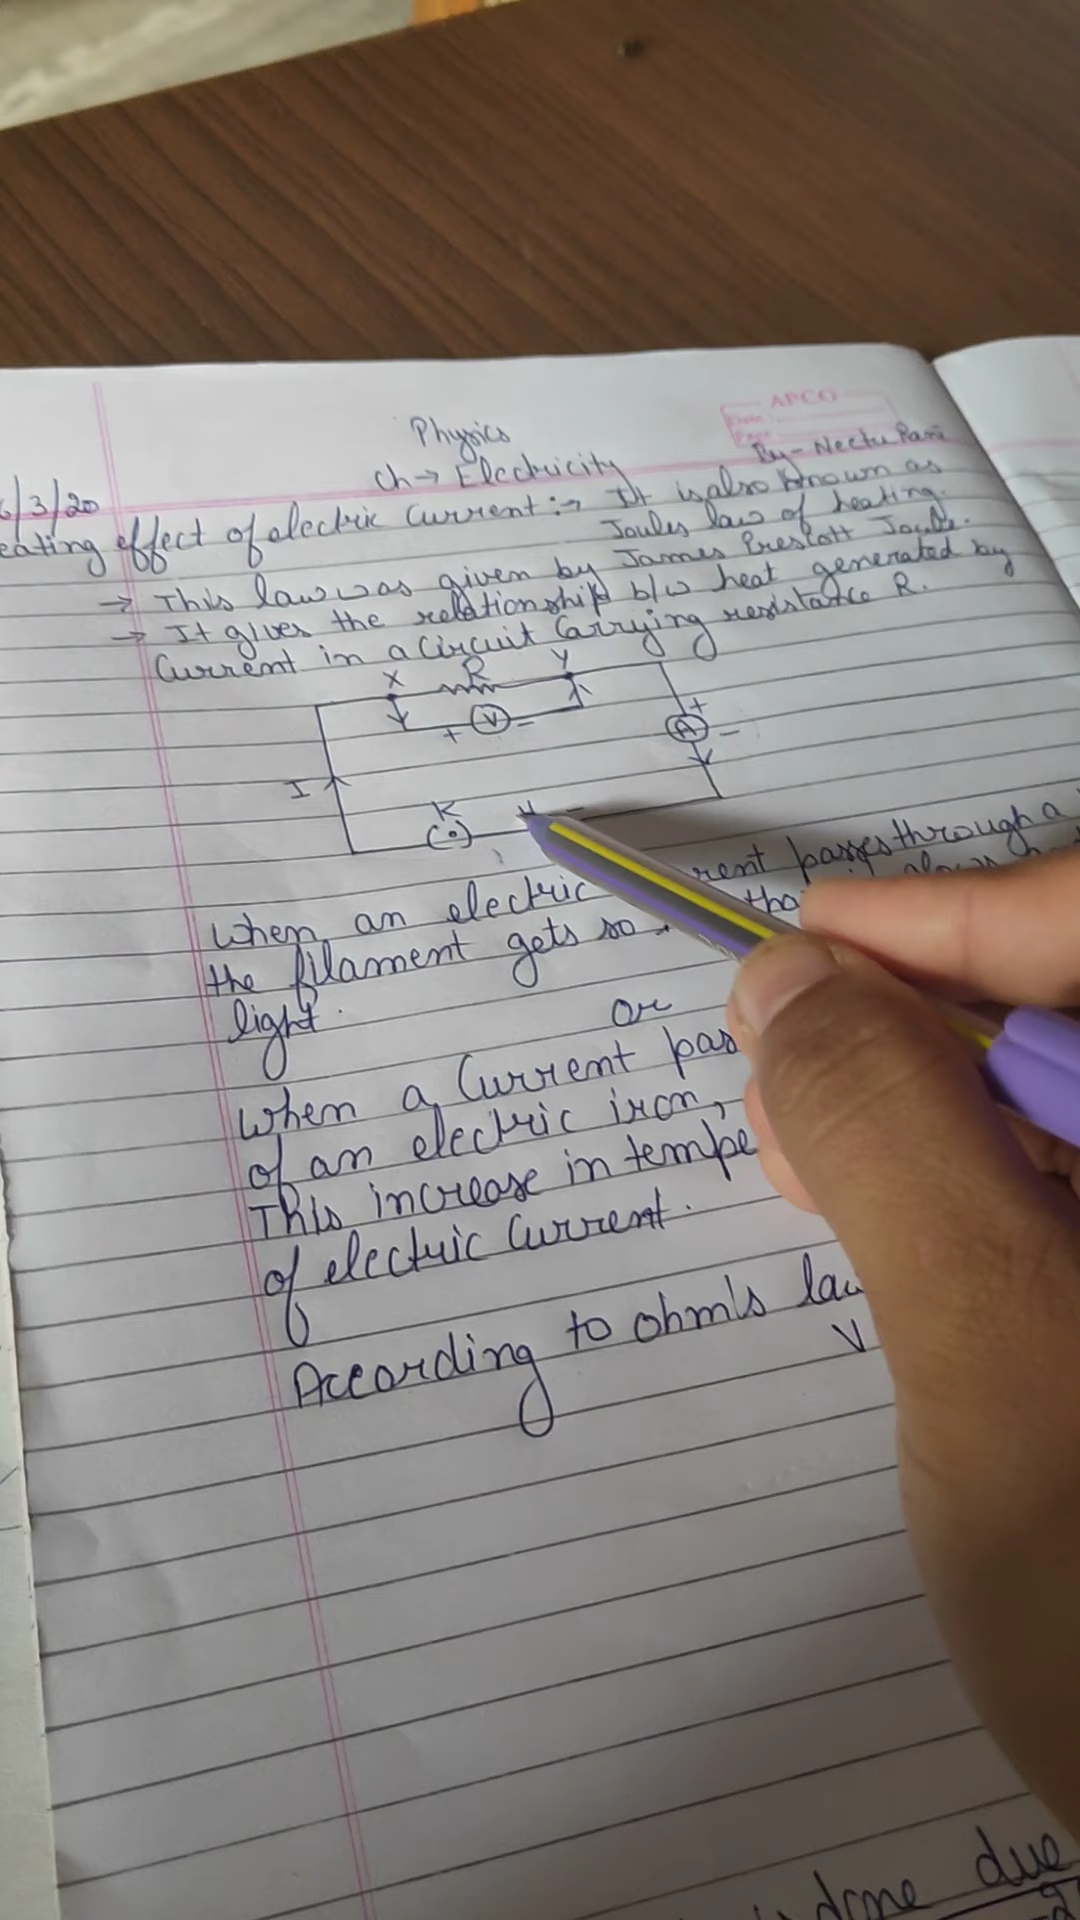 APCO
Physics
By- Neetu Rani
Ch → Electricity
/3/20
eating effect of electric Current :→ It is also known as
Joules law of heating.
→ This law was given by James Prescott Joule.
→ It gives the relationship b/w heat generated by
Current in a Circuit Carrying resistance R.
X R Y
+ V −
+
A −
I
K
(•) −
When an electric rent passes through a
the filament gets so tha
light.
or
When a Current pas
of an electric iron,
This increase in tempe
of electric Current.
According to ohm's law
V
done due